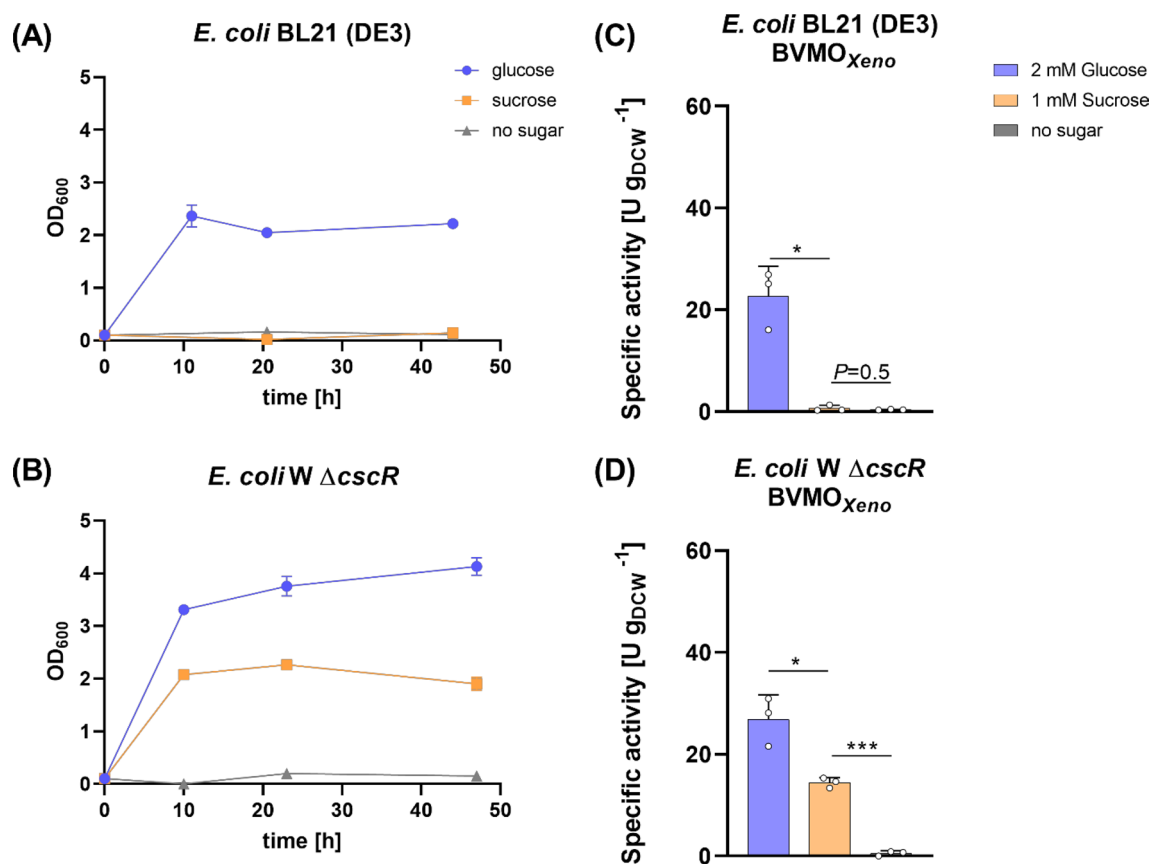 (A)
E. coli BL21 (DE3)
glucose
sucrose
no sugar
5
4
3
2
1
0
OD600
0 10 20 30 40 50
time [h]
(C)
E. coli BL21 (DE3)
BVMOXeno
2 mM Glucose
1 mM Sucrose
no sugar
60
40
20
0
Specific activity [U gDCW-1]
*
P=0.5
(B)
E. coli W ΔcscR
5
4
3
2
1
0
OD600
0 10 20 30 40 50
time [h]
(D)
E. coli W ΔcscR
BVMOXeno
60
40
20
0
Specific activity [U gDCW-1]
*
***